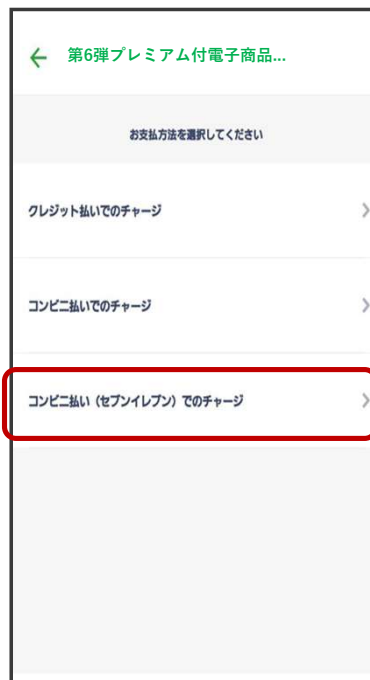 第6弾プレミアム付電子商品...
お支払方法を選択してください
クレジット払いでのチャージ
コンビニ払いでのチャージ
コンビニ払い（セブンイレブン）でのチャージ